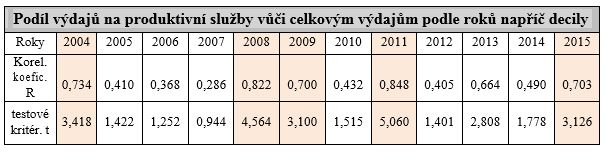 Podíl výdajů na produktivní služby vůči celkovým výdajům podle roků napříč decily
Roky 2004 2005 2006 2007 2008 2009 2010 2011 2012 2013 2014 2015
Korel. koefic. R 0,734 0,410 0,368 0,286 0,822 0,700 0,432 0,848 0,405 0,664 0,490 0,703
testové kritér. t 3,418 1,422 1,252 0,944 4,564 3,100 1,515 5,060 1,401 2,808 1,778 3,126